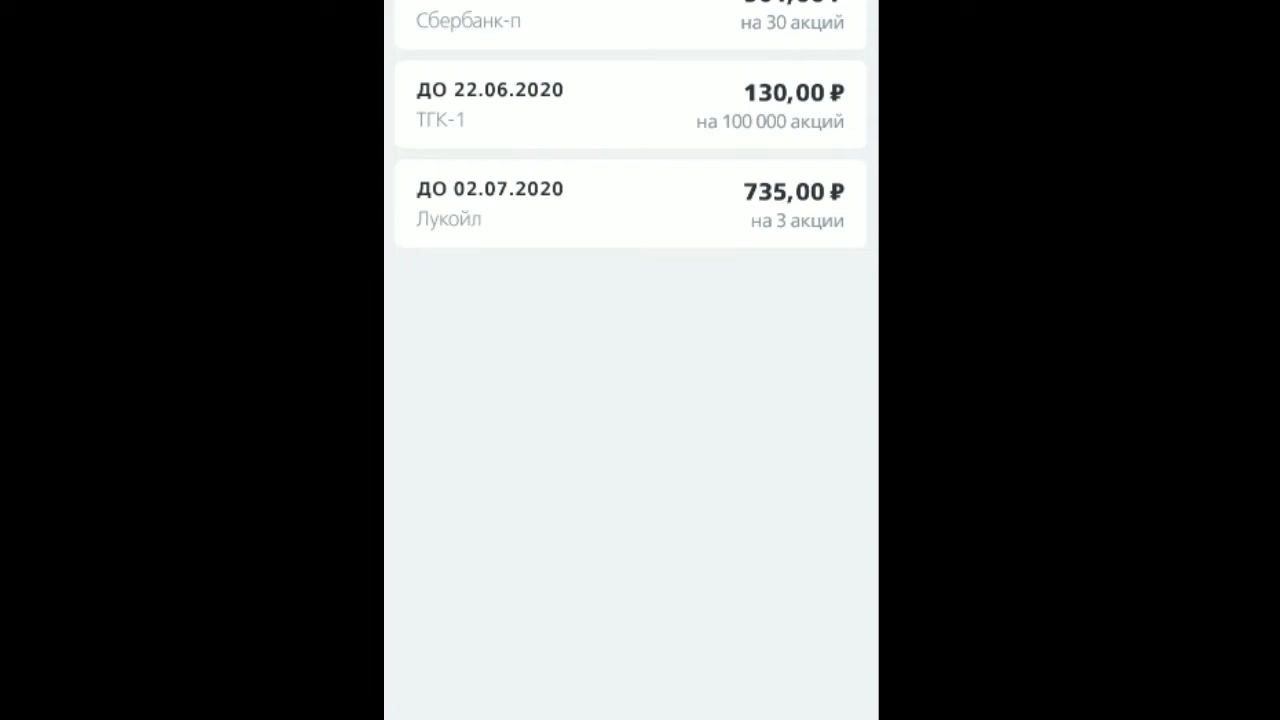 Сбербанк-п
на 30 акций
ДО 22.06.2020
130,00 ₽
ТГК-1
на 100 000 акций
ДО 02.07.2020
735,00 ₽
Лукойл
на 3 акции